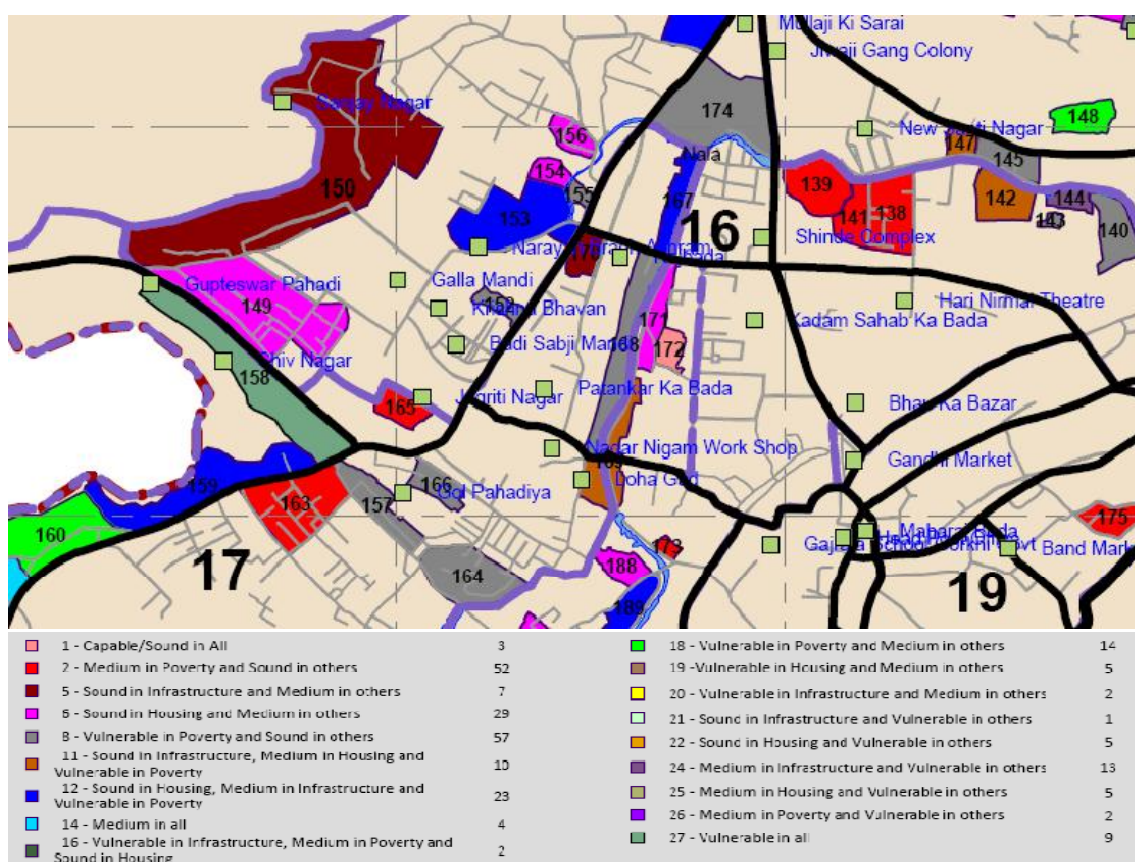 Mullaji Ki Sarai
Jiwaji Gang Colony
174
148
Sanjay Nagar
156
New
Nagar
147
145
Nala
154
155
139
142
144
143
150
153
167
16
141
138
140
Shinde Complex
Galla Mandi
Gupteswar Pahadi
149
152
Krishna Bhavan
Hari Nirmal Theatre
171
Kadam Sahab Ka Bada
Badi Sabji Mandi
168
172
Shiv Nagar
158
Jagriti Nagar
Patankar Ka Bada
165
Bhau Ka Bazar
Nagar Nigam Work Shop
Gandhi Market
169
159
166
Gol Pahadiya
163
157
160
175
Maharaj Bada
173
17
188
164
19
189
1 - Capable/Sound in All 3
2 - Medium in Poverty and Sound in others 52
5 - Sound in Infrastructure and Medium in others 7
6 - Sound in Housing and Medium in others 29
8 - Vulnerable in Poverty and Sound in others 57
11 - Sound in Infrastructure, Medium in Housing and
Vulnerable in Poverty 10
12 - Sound in Housing, Medium in Infrastructure and
Vulnerable in Poverty 23
14 - Medium in all 4
16 - Vulnerable in Infrastructure, Medium in Poverty and
Sound in Housing 2
18 - Vulnerable in Poverty and Medium in others 14
19 -Vulnerable in Housing and Medium in others 5
20 - Vulnerable in Infrastructure and Medium in others 2
21 - Sound in Infrastructure and Vulnerable in others 1
22 - Sound in Housing and Vulnerable in others 5
24 - Medium in Infrastructure and Vulnerable in others 13
25 - Medium in Housing and Vulnerable in others 5
26 - Medium in Poverty and Vulnerable in others 2
27 - Vulnerable in all 9